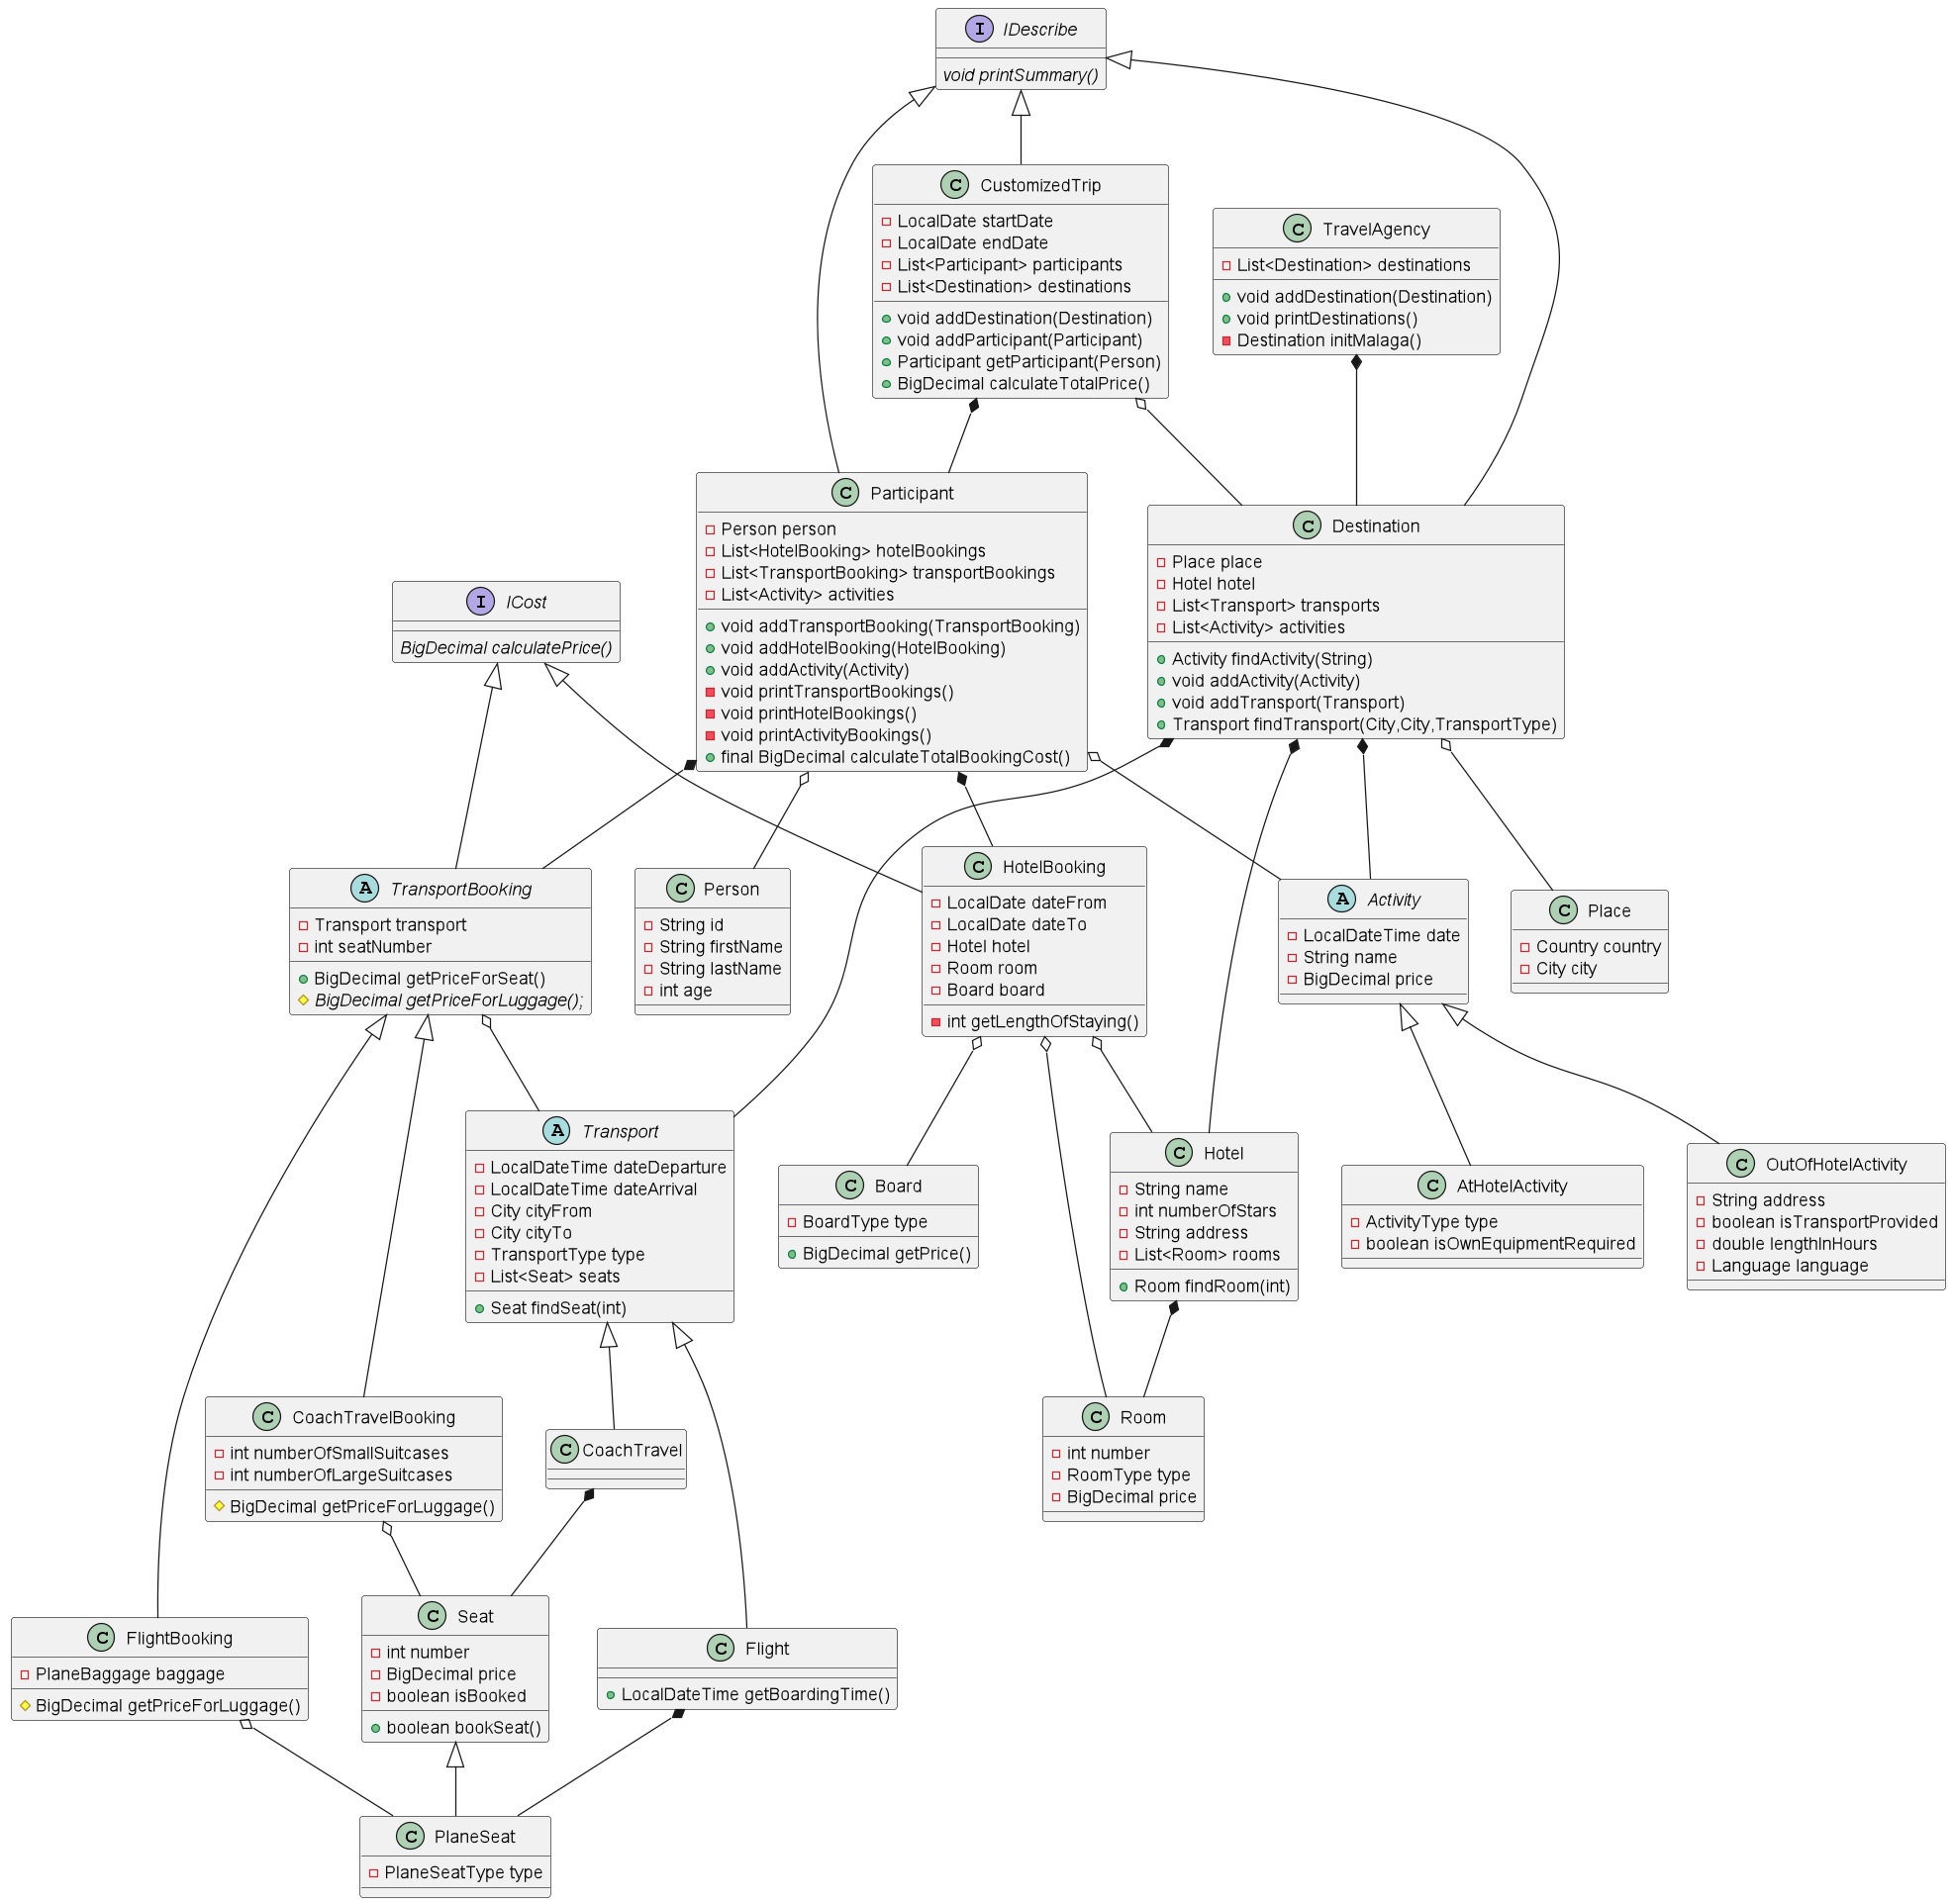 I IDescribe
void printSummary()
C CustomizedTrip
LocalDate startDate
LocalDate endDate
List<Participant> participants
List<Destination> destinations
void addDestination(Destination)
void addParticipant(Participant)
Participant getParticipant(Person)
BigDecimal calculateTotalPrice()
C TravelAgency
List<Destination> destinations
void addDestination(Destination)
void printDestinations()
Destination initMalaga()
C Participant
Person person
List<HotelBooking> hotelBookings
List<TransportBooking> transportBookings
List<Activity> activities
void addTransportBooking(TransportBooking)
void addHotelBooking(HotelBooking)
void addActivity(Activity)
void printTransportBookings()
void printHotelBookings()
void printActivityBookings()
final BigDecimal calculateTotalBookingCost()
C Destination
Place place
Hotel hotel
List<Transport> transports
List<Activity> activities
Activity findActivity(String)
void addActivity(Activity)
void addTransport(Transport)
Transport findTransport(City,City,TransportType)
I ICost
BigDecimal calculatePrice()
A TransportBooking
Transport transport
int seatNumber
BigDecimal getPriceForSeat()
BigDecimal getPriceForLuggage();
C Person
String id
String firstName
String lastName
int age
C HotelBooking
LocalDate dateFrom
LocalDate dateTo
Hotel hotel
Room room
Board board
int getLengthOfStaying()
A Activity
LocalDateTime date
String name
BigDecimal price
C Place
Country country
City city
A Transport
LocalDateTime dateDeparture
LocalDateTime dateArrival
City cityFrom
City cityTo
TransportType type
List<Seat> seats
Seat findSeat(int)
C Board
BoardType type
BigDecimal getPrice()
C Hotel
String name
int numberOfStars
String address
List<Room> rooms
Room findRoom(int)
C AtHotelActivity
ActivityType type
boolean isOwnEquipmentRequired
C OutOfHotelActivity
String address
boolean isTransportProvided
double lengthInHours
Language language
C CoachTravelBooking
int numberOfSmallSuitcases
int numberOfLargeSuitcases
BigDecimal getPriceForLuggage()
C CoachTravel
C Room
int number
RoomType type
BigDecimal price
C FlightBooking
PlaneBaggage baggage
BigDecimal getPriceForLuggage()
C Seat
int number
BigDecimal price
boolean isBooked
boolean bookSeat()
C Flight
LocalDateTime getBoardingTime()
C PlaneSeat
PlaneSeatType type